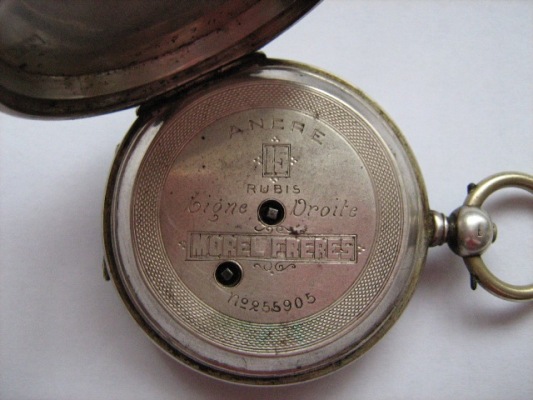 ANCRE
15
RUBIS
Ligne Droite
MOREL FRERES
No255905